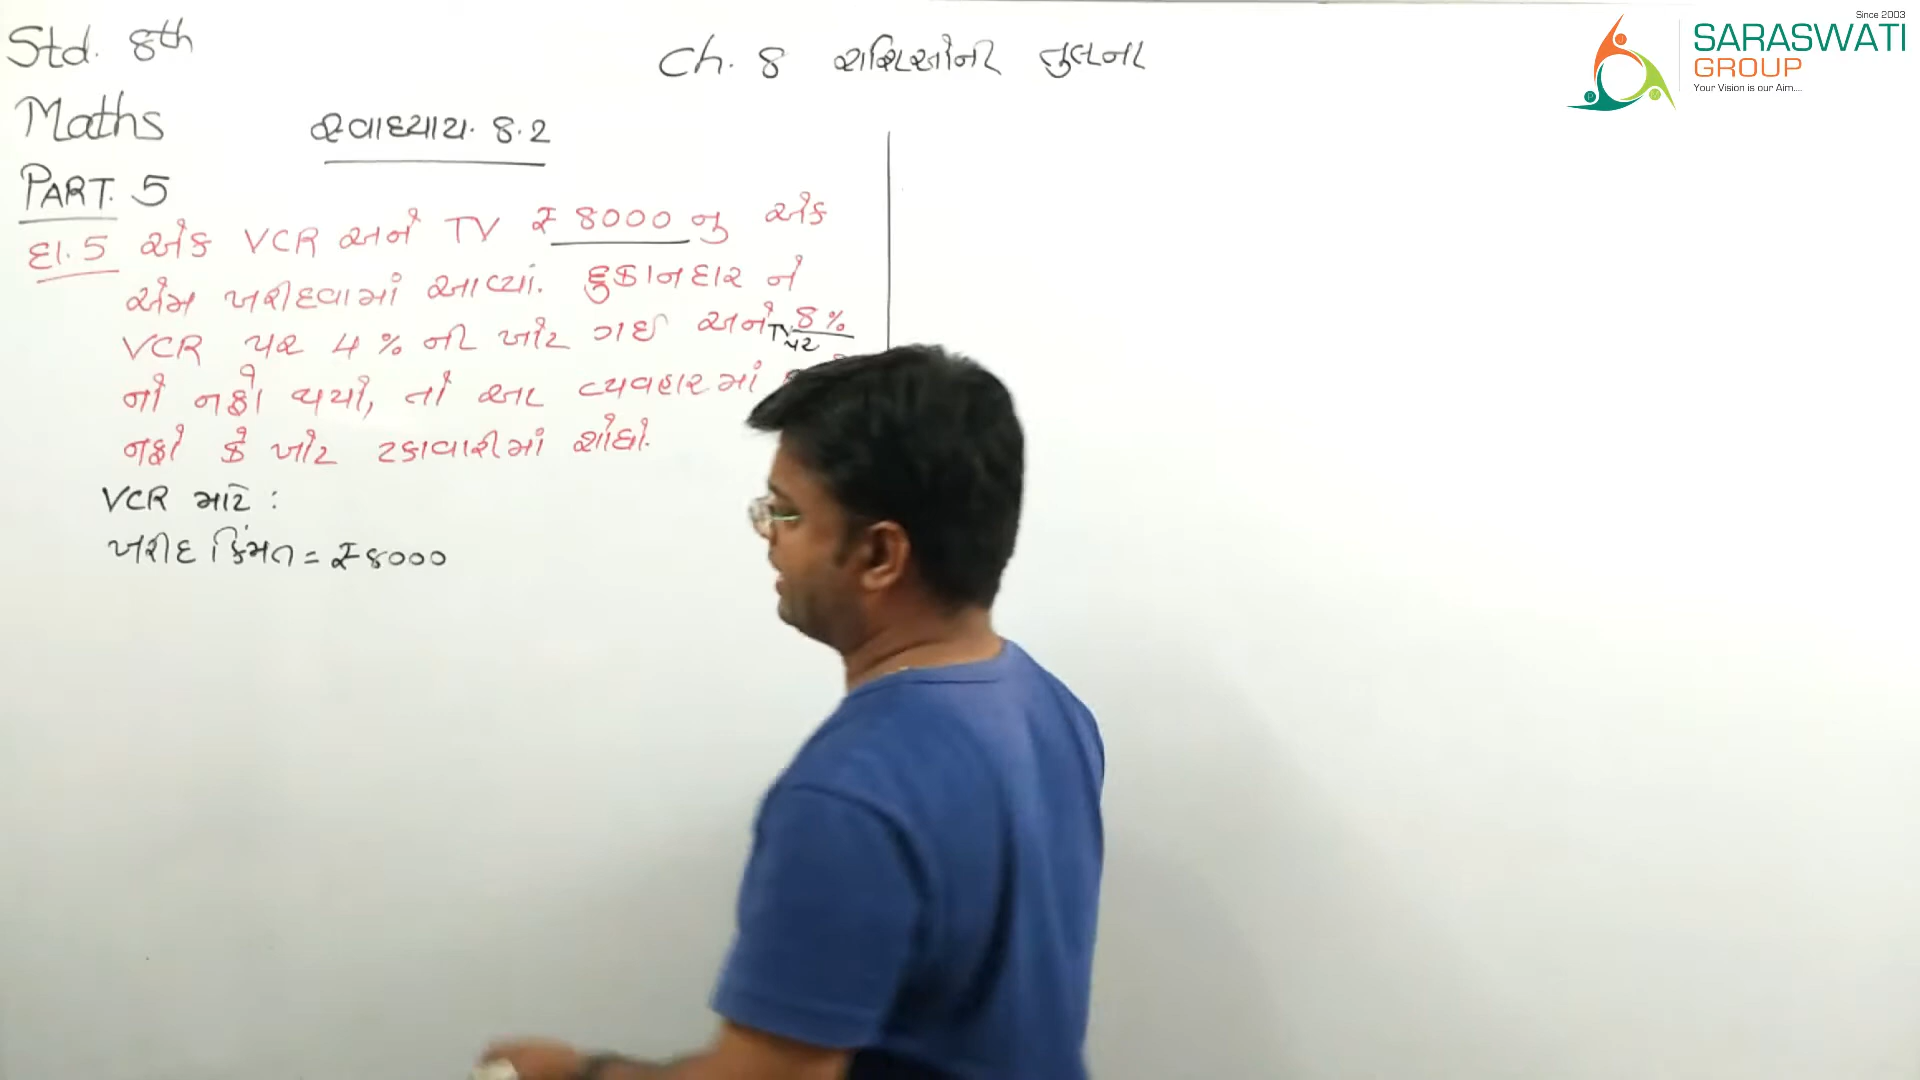 Std. 8th
Ch. 8 રાશિઓની તુલના
Since 2003
SARASWATI
GROUP
Your Vision is our Aim....
Maths
સ્વાધ્યાય. 8.2
PART. 5
દા.5 એક VCR અને TV ₹ 8000 નુ એક
એમ ખરીદવામાં આવ્યાં. દુકાનદાર ને
VCR પર 4 % ની ખોટ ગઈ અને TV પર 8 %
નો નફો થયો, તો આ વ્યવહારમાં
નફો કે ખોટ ટકાવારીમાં શોધો.
VCR માટે :
ખરીદ કિંમત = ₹ 8000